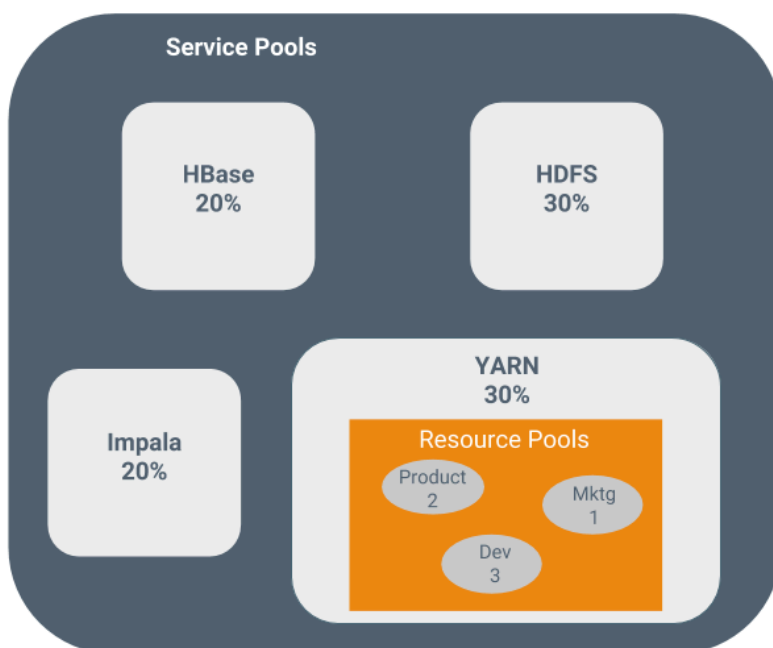 Service Pools
HBase
20%
HDFS
30%
YARN
30%
Impala
20%
Resource Pools
Product
2
Mktg
1
Dev
3